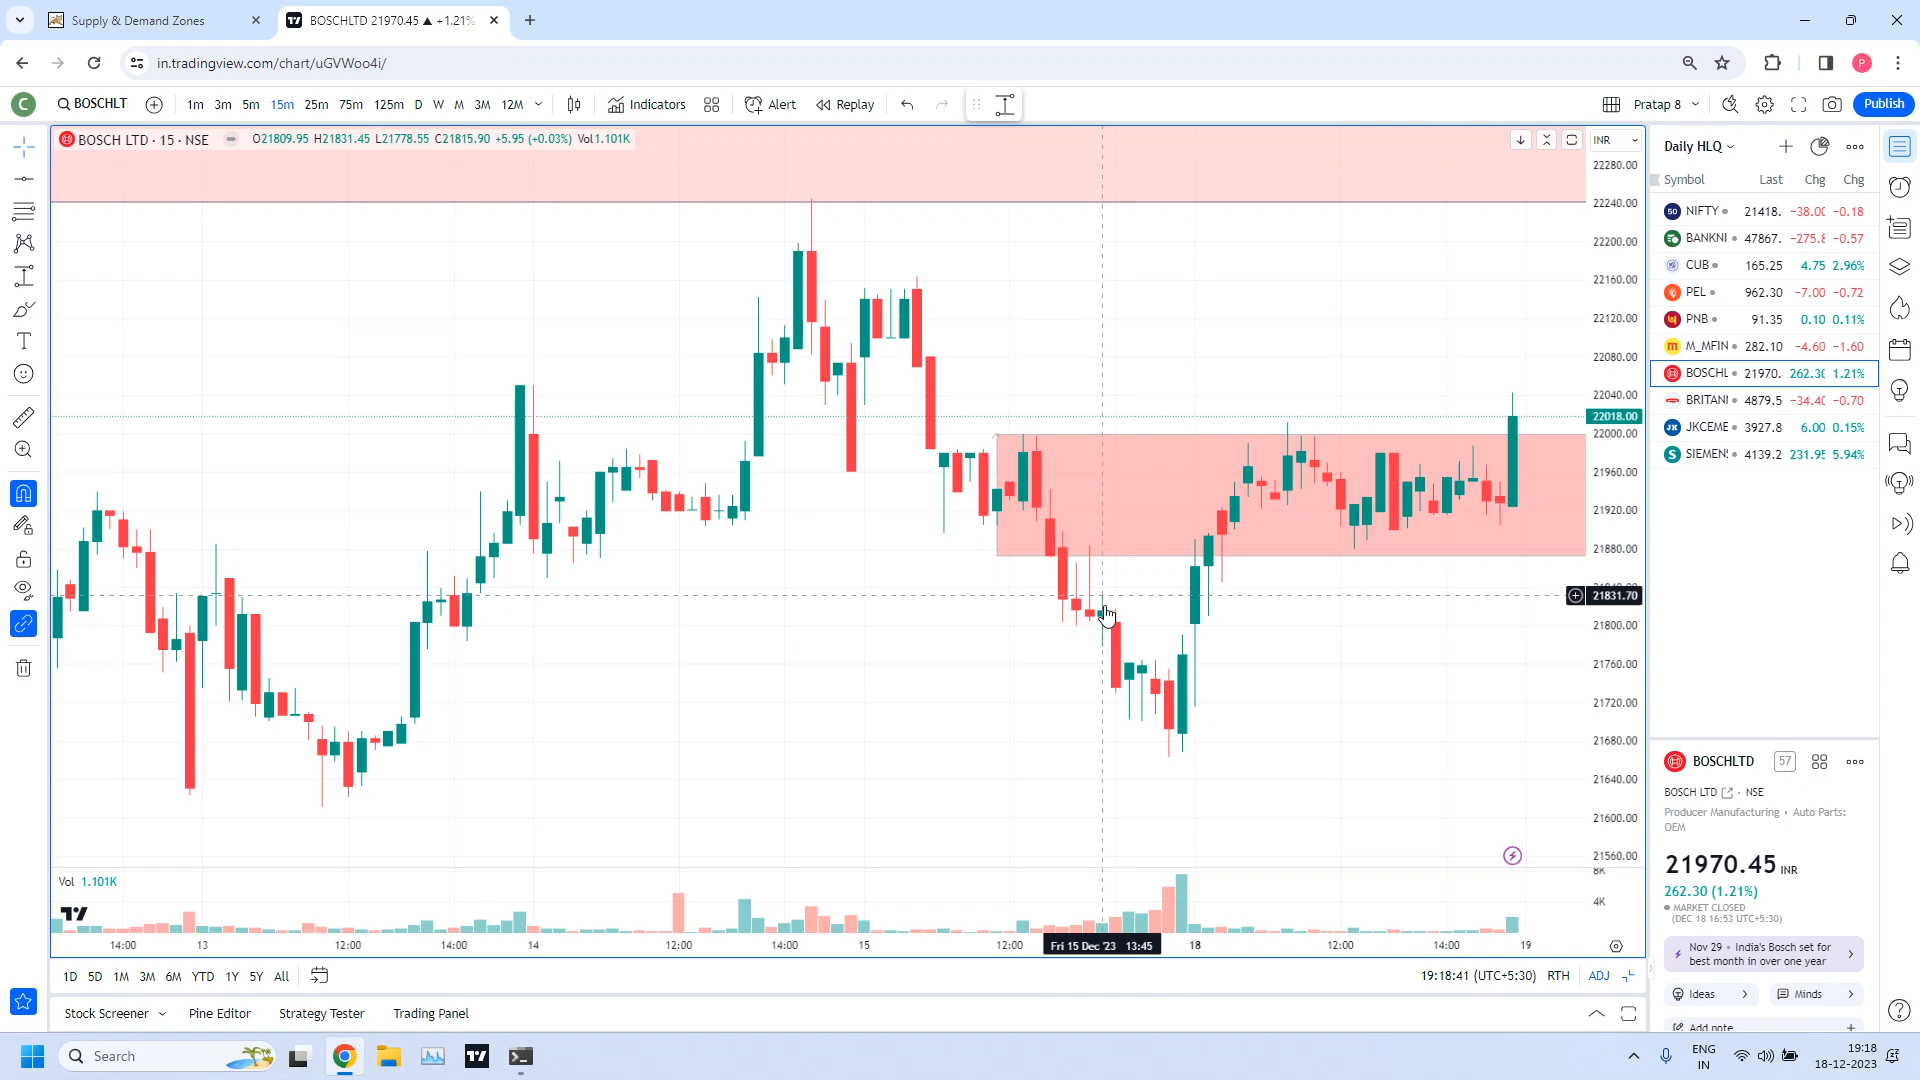 Supply & Demand Zones
BOSCHLTD 21970.45 ▲ +1.21%
in.tradingview.com/chart/uGVWoo4i/
P
C
BOSCHLT
1m 3m 5m 15m 25m 75m 125m D W M 3M 12M
Indicators
Alert
Replay
Pratap 8
Publish
BOSCH LTD · 15 · NSE
O21809.95 H21831.45 L21778.55 C21815.90 +5.95 (+0.03%) Vol1.101K
INR
22280.00
22240.00
22200.00
22160.00
22120.00
22080.00
22040.00
22018.00
22000.00
21960.00
21920.00
21880.00
21831.70
21800.00
21760.00
21720.00
21680.00
21640.00
21600.00
21560.00
8K
4K
Vol 1.101K
14:00 13 12:00 14:00 14 12:00 14:00 15 12:00 Fri 15 Dec '23 13:45 18 12:00 14:00 19
1D 5D 1M 3M 6M YTD 1Y 5Y All
19:18:41 (UTC+5:30) RTH ADJ
Stock Screener Pine Editor Strategy Tester Trading Panel
Daily HLQ
Symbol Last Chg Chg
50 NIFTY 21418. −38.00 −0.18
BANKNI 47867. −275.8 −0.57
CUB 165.25 4.75 2.96%
PEL 962.30 −7.00 −0.72
PNB 91.35 0.10 0.11%
m M_MFIN 282.10 −4.60 −1.60
BOSCHL 21970. 262.30 1.21%
BRITANI 4879.5 −34.40 −0.70
JK JKCEME 3927.8 6.00 0.15%
S SIEMEN! 4139.2 231.95 5.94%
BOSCHLTD 57
BOSCH LTD · NSE
Producer Manufacturing • Auto Parts:
OEM
21970.45 INR
262.30 (1.21%)
MARKET CLOSED
(DEC 18 16:53 UTC+5:30)
Nov 29 • India's Bosch set for
best month in over one year
Ideas
Minds
Add note
Search
ENG
IN
19:18
18-12-2023